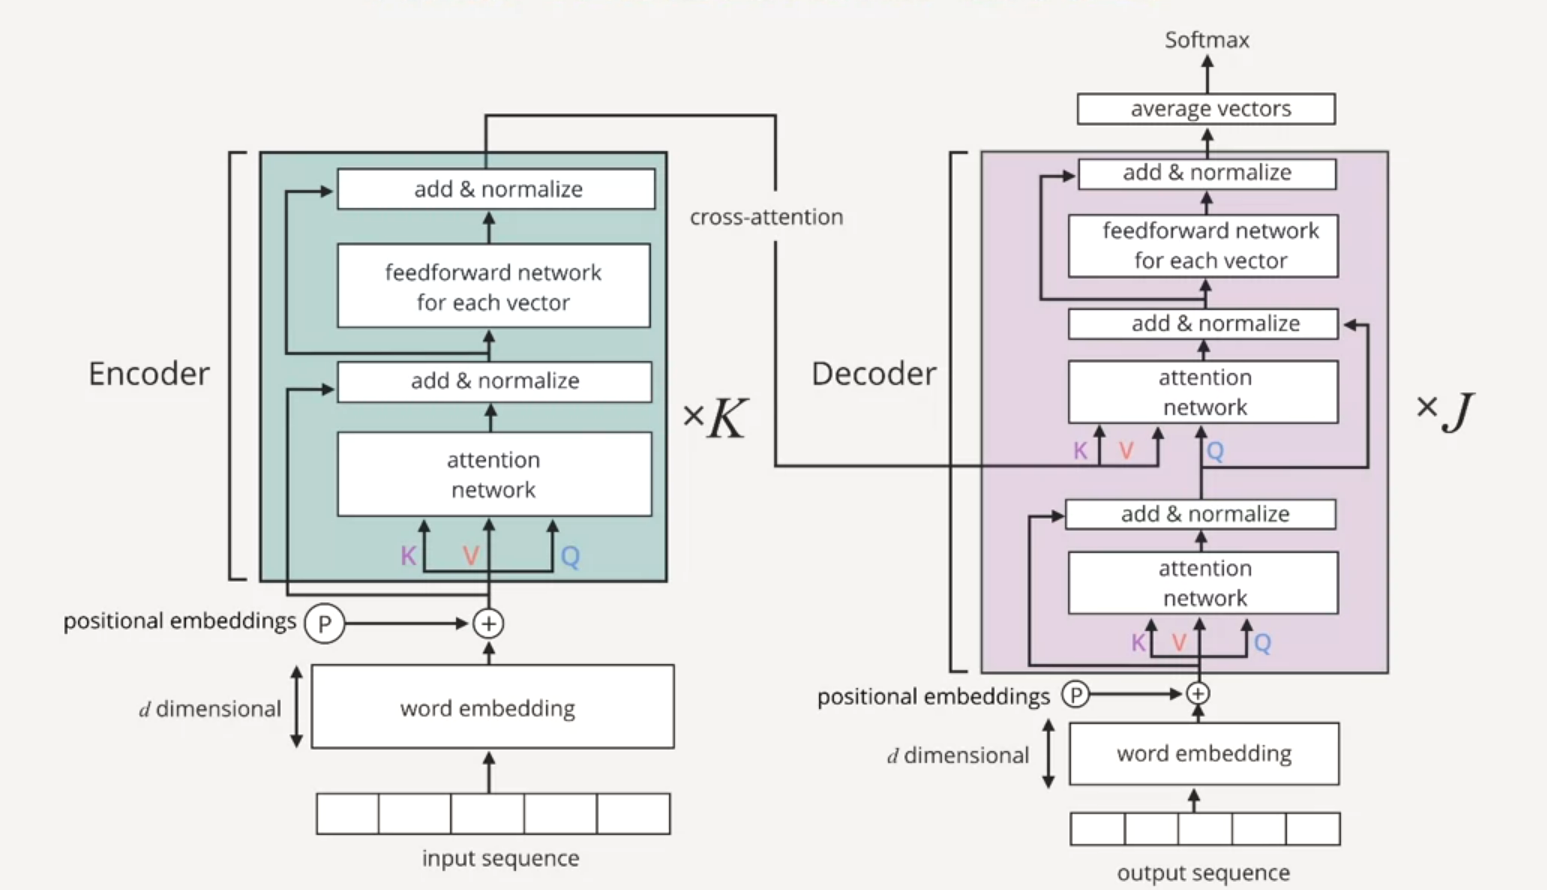 Encoder
add & normalize
feedforward network
for each vector
add & normalize
attention
network
K V Q
×K
positional embeddings P +
d dimensional
word embedding
input sequence
cross-attention
Softmax
average vectors
Decoder
add & normalize
feedforward network
for each vector
add & normalize
attention
network
K V Q
×J
add & normalize
attention
network
K V Q
positional embeddings P +
d dimensional
word embedding
output sequence